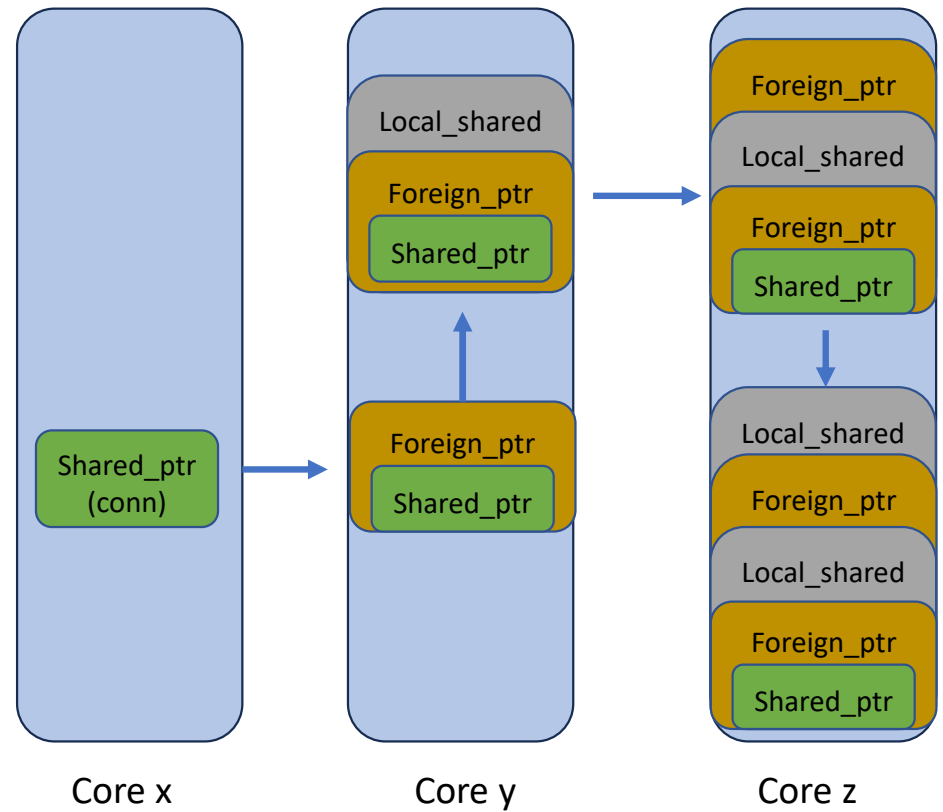 Shared_ptr
(conn)
Core x
Local_shared
Foreign_ptr
Shared_ptr
Foreign_ptr
Shared_ptr
Core y
Foreign_ptr
Local_shared
Foreign_ptr
Shared_ptr
Local_shared
Foreign_ptr
Local_shared
Foreign_ptr
Shared_ptr
Core z